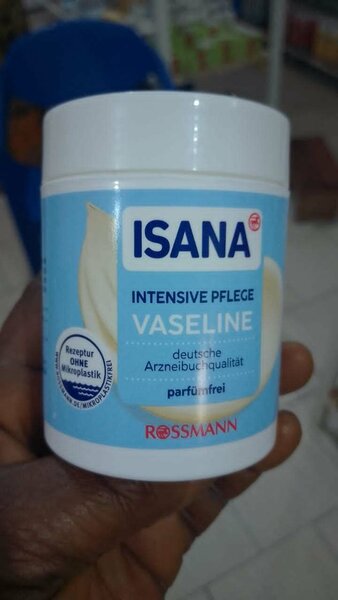 ISANA
INTENSIVE PFLEGE
VASELINE
deutsche
Arzneibuchqualität
parfümfrei
ROSSMANN
Rezeptur
OHNE
Mikroplastik